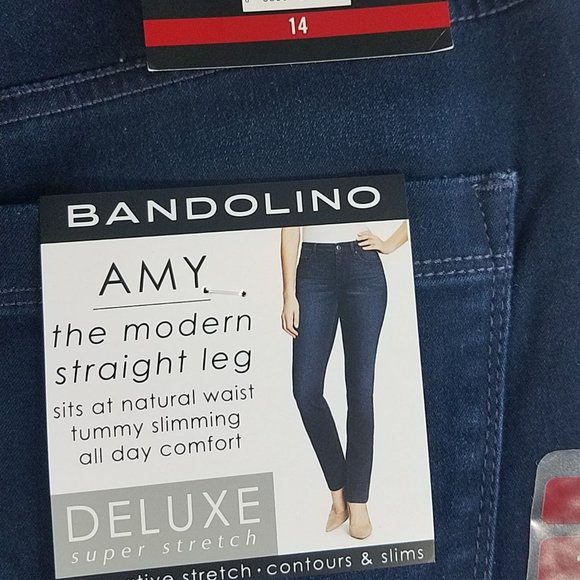 14
BANDOLINO
AMY
the modern
straight leg
sits at natural waist
tummy slimming
all day comfort
DELUXE
super stretch
stretch · contours & slims